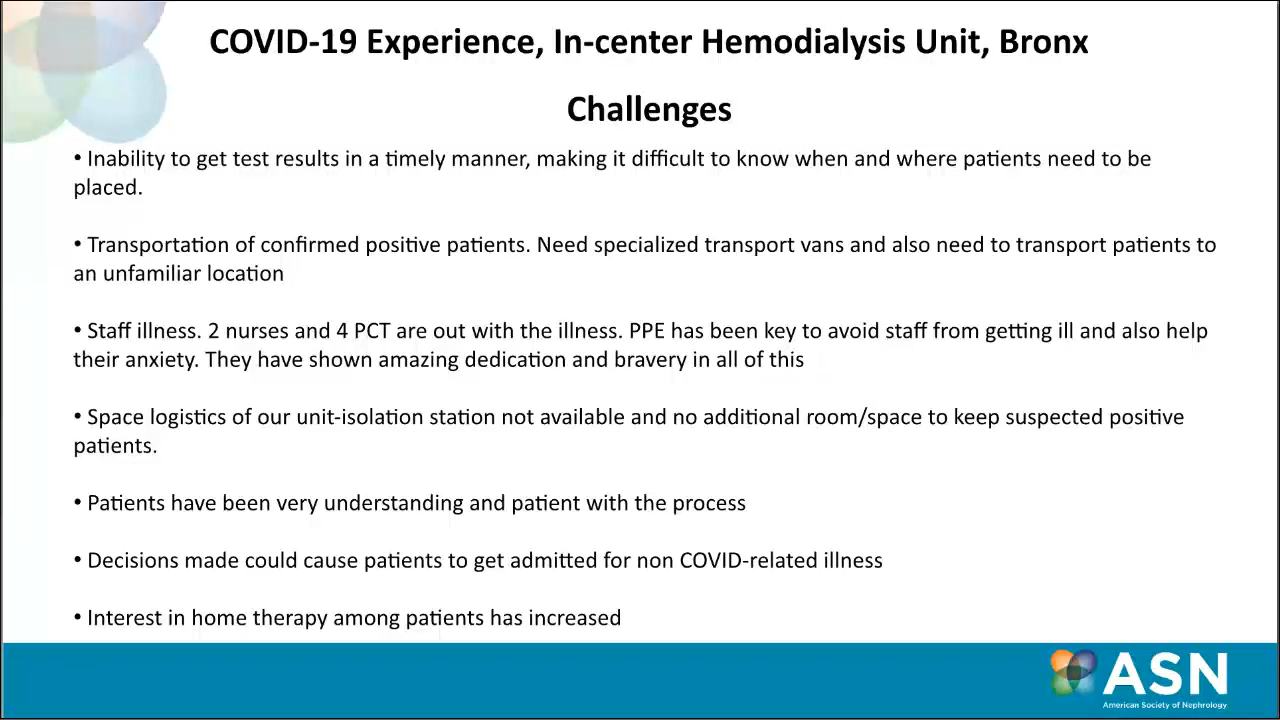 COVID-19 Experience, In-center Hemodialysis Unit, Bronx
Challenges
• Inability to get test results in a timely manner, making it difficult to know when and where patients need to be
placed.
• Transportation of confirmed positive patients. Need specialized transport vans and also need to transport patients to
an unfamiliar location
• Staff illness. 2 nurses and 4 PCT are out with the illness. PPE has been key to avoid staff from getting ill and also help
their anxiety. They have shown amazing dedication and bravery in all of this
• Space logistics of our unit-isolation station not available and no additional room/space to keep suspected positive
patients.
• Patients have been very understanding and patient with the process
• Decisions made could cause patients to get admitted for non COVID-related illness
• Interest in home therapy among patients has increased
ASN
American Society of Nephrology